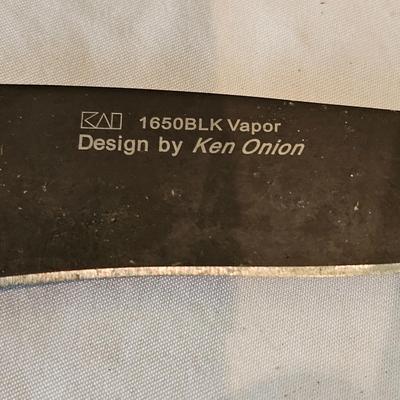 KAI 1650BLK Vapor
Design by Ken Onion